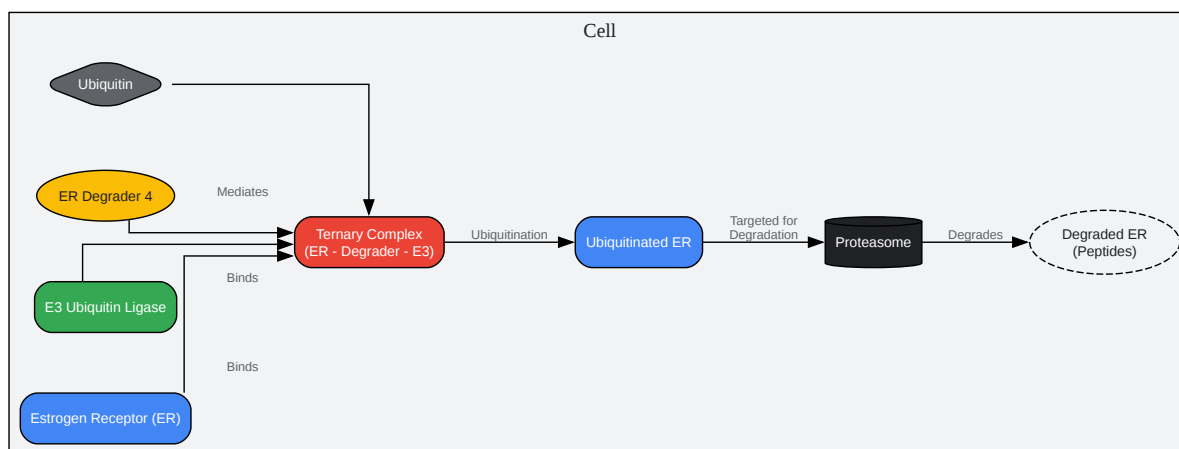 Cell
Ubiquitin
ER Degrader 4
Mediates
Ternary Complex
(ER - Degrader - E3)
Ubiquitination
Ubiquitinated ER
Targeted for
Degradation
Proteasome
Degrades
Degraded ER
(Peptides)
Binds
E3 Ubiquitin Ligase
Binds
Estrogen Receptor (ER)